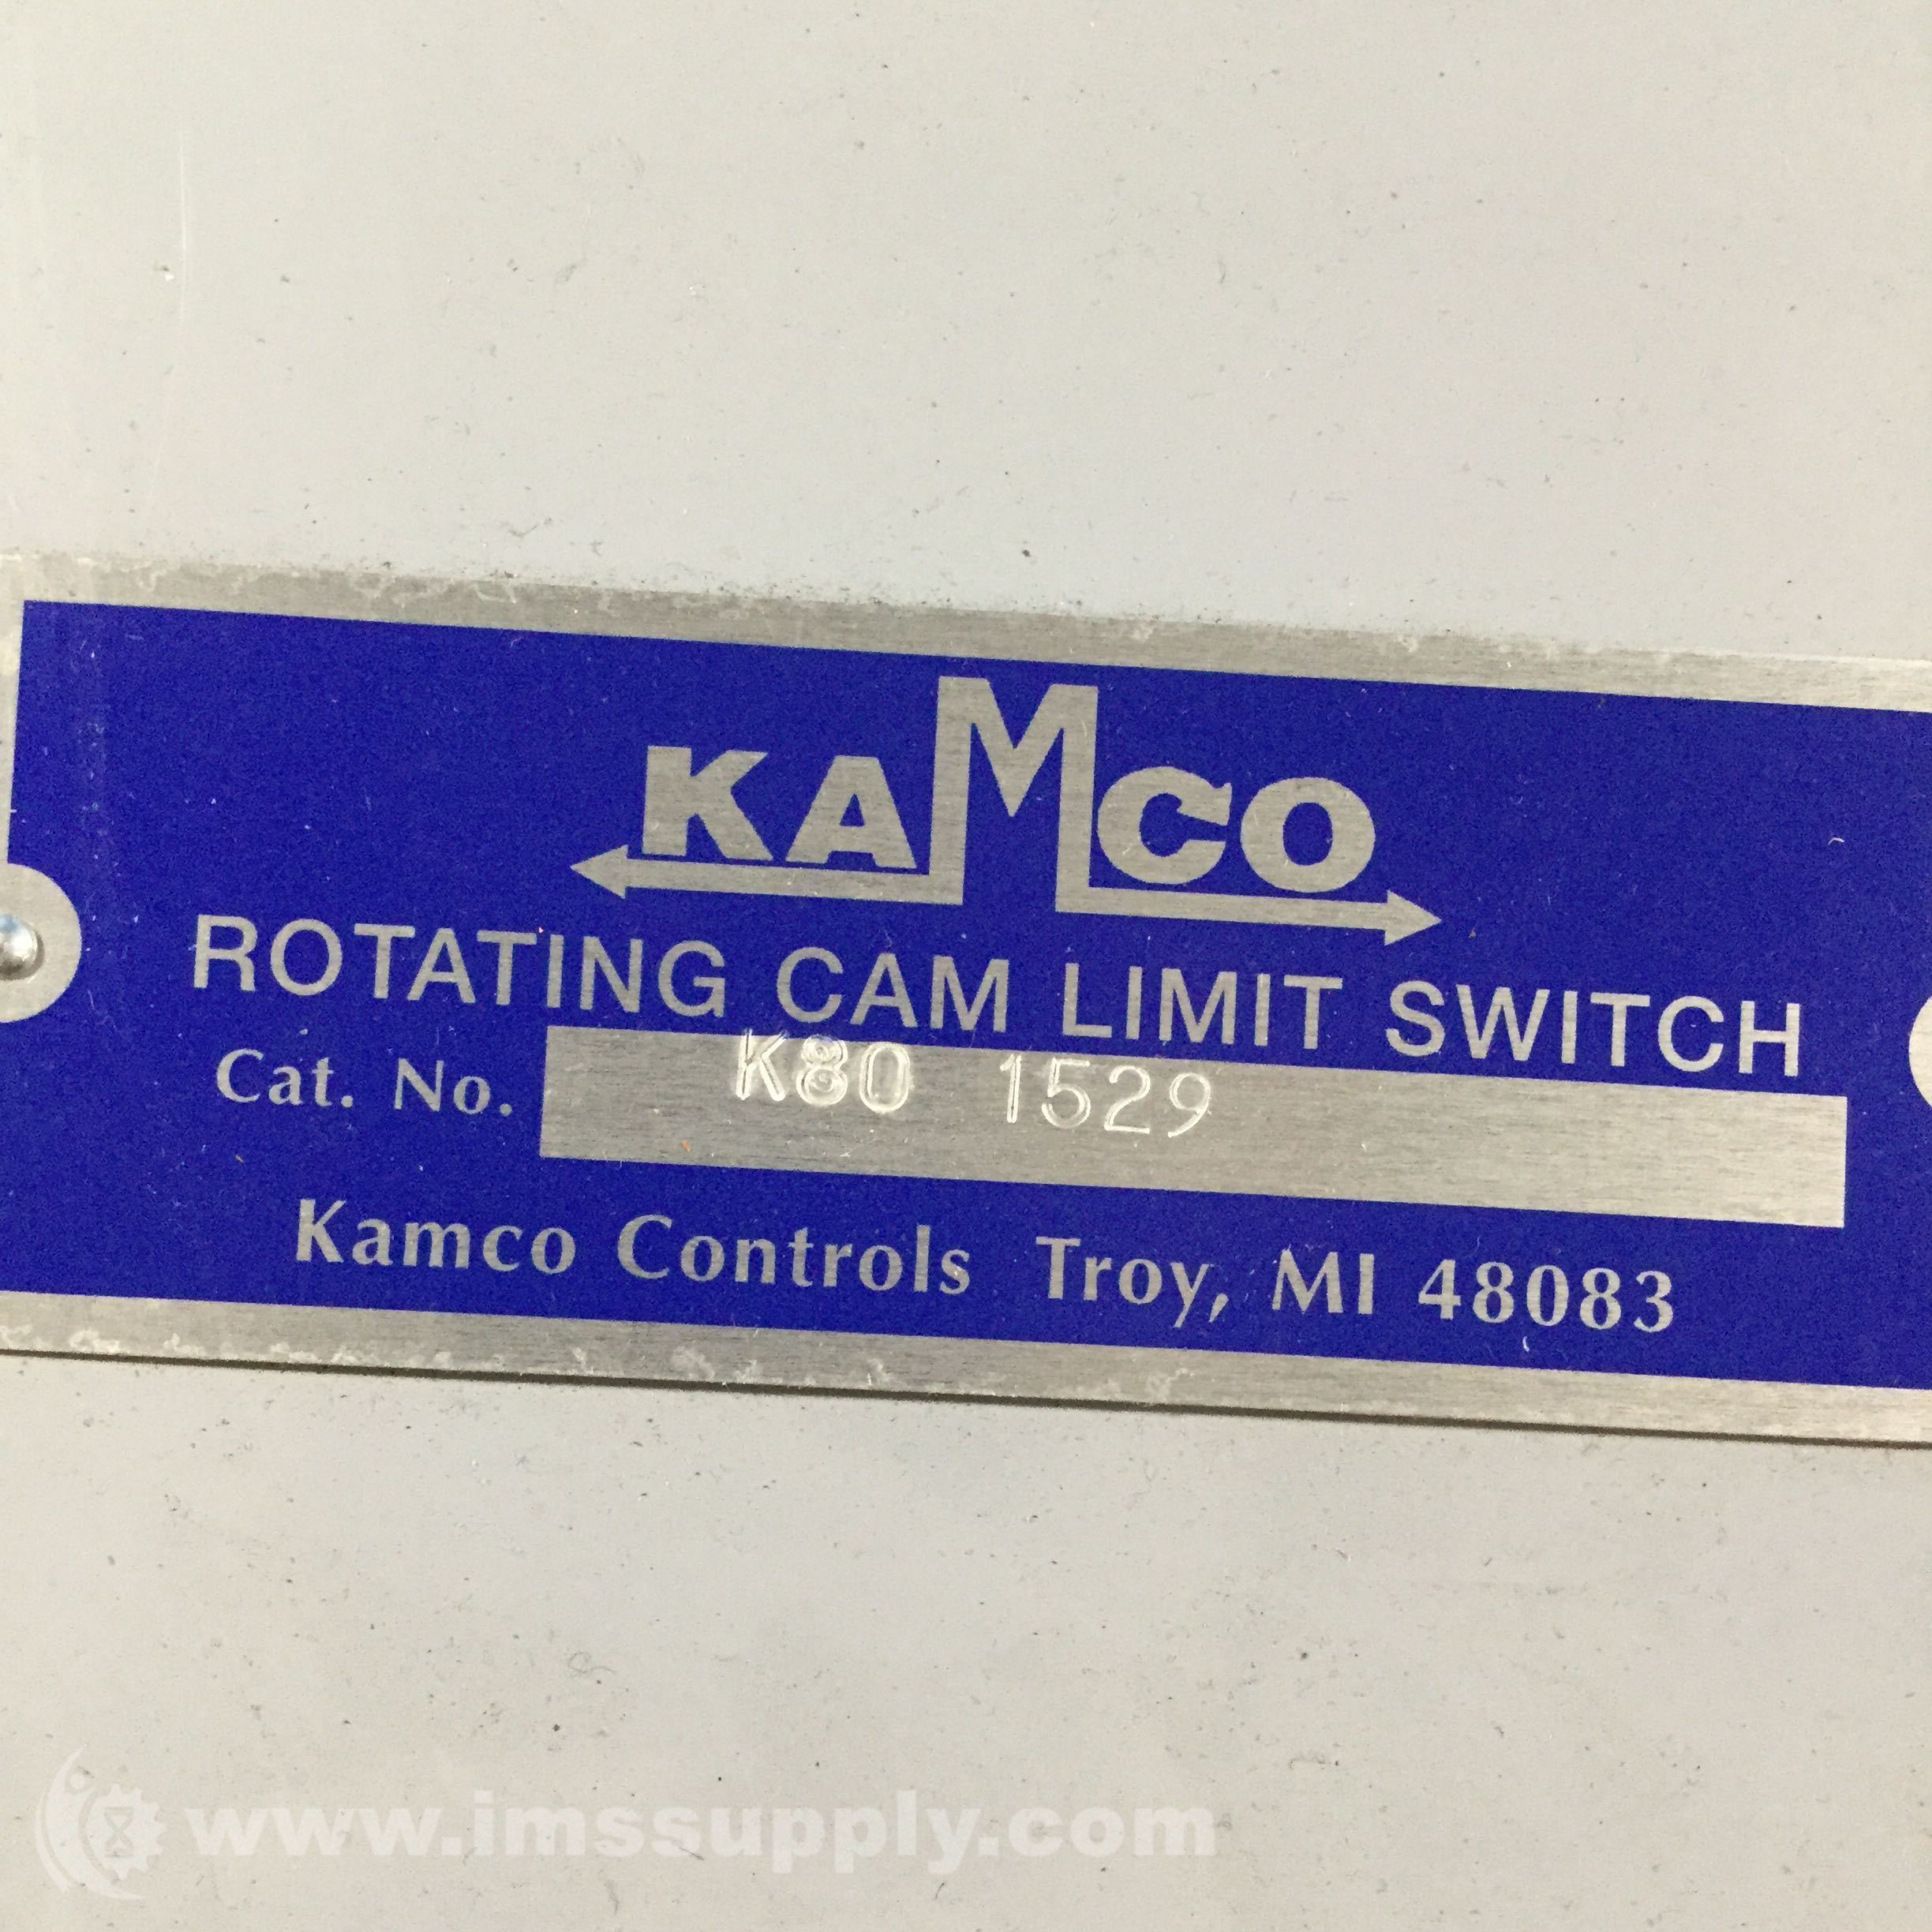 KAMCO
ROTATING CAM LIMIT SWITCH
Cat. No. K80 1529
Kamco Controls Troy, MI 48083
www.imssupply.com